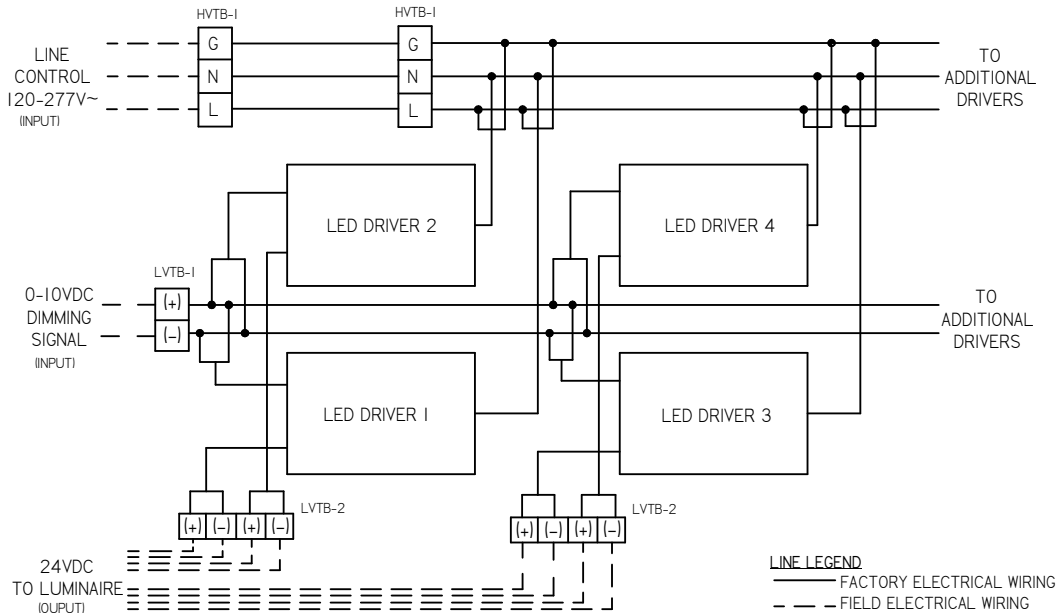 HVTB-1
HVTB-1
LINE
CONTROL
120-277V~
(INPUT)
G
N
L
G
N
L
TO
ADDITIONAL
DRIVERS
LED DRIVER 2
LED DRIVER 4
LVTB-1
0-10VDC
DIMMING
SIGNAL
(INPUT)
(+)
(-)
TO
ADDITIONAL
DRIVERS
LED DRIVER 1
LED DRIVER 3
LVTB-2
(+) (-) (+) (-)
LVTB-2
(+) (-) (+) (-)
24VDC
TO LUMINAIRE
(OUPUT)
LINE LEGEND
FACTORY ELECTRICAL WIRING
FIELD ELECTRICAL WIRING